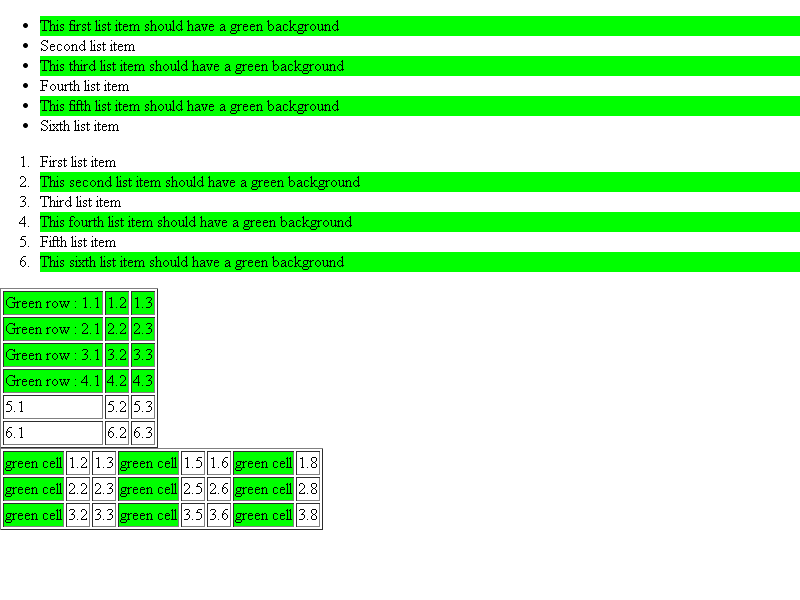 • This first list item should have a green background
• Second list item
• This third list item should have a green background
• Fourth list item
• This fifth list item should have a green background
• Sixth list item
1. First list item
2. This second list item should have a green background
3. Third list item
4. This fourth list item should have a green background
5. Fifth list item
6. This sixth list item should have a green background
Green row : 1.1 1.2 1.3
Green row : 2.1 2.2 2.3
Green row : 3.1 3.2 3.3
Green row : 4.1 4.2 4.3
5.1 5.2 5.3
6.1 6.2 6.3
green cell 1.2 1.3 green cell 1.5 1.6 green cell 1.8
green cell 2.2 2.3 green cell 2.5 2.6 green cell 2.8
green cell 3.2 3.3 green cell 3.5 3.6 green cell 3.8